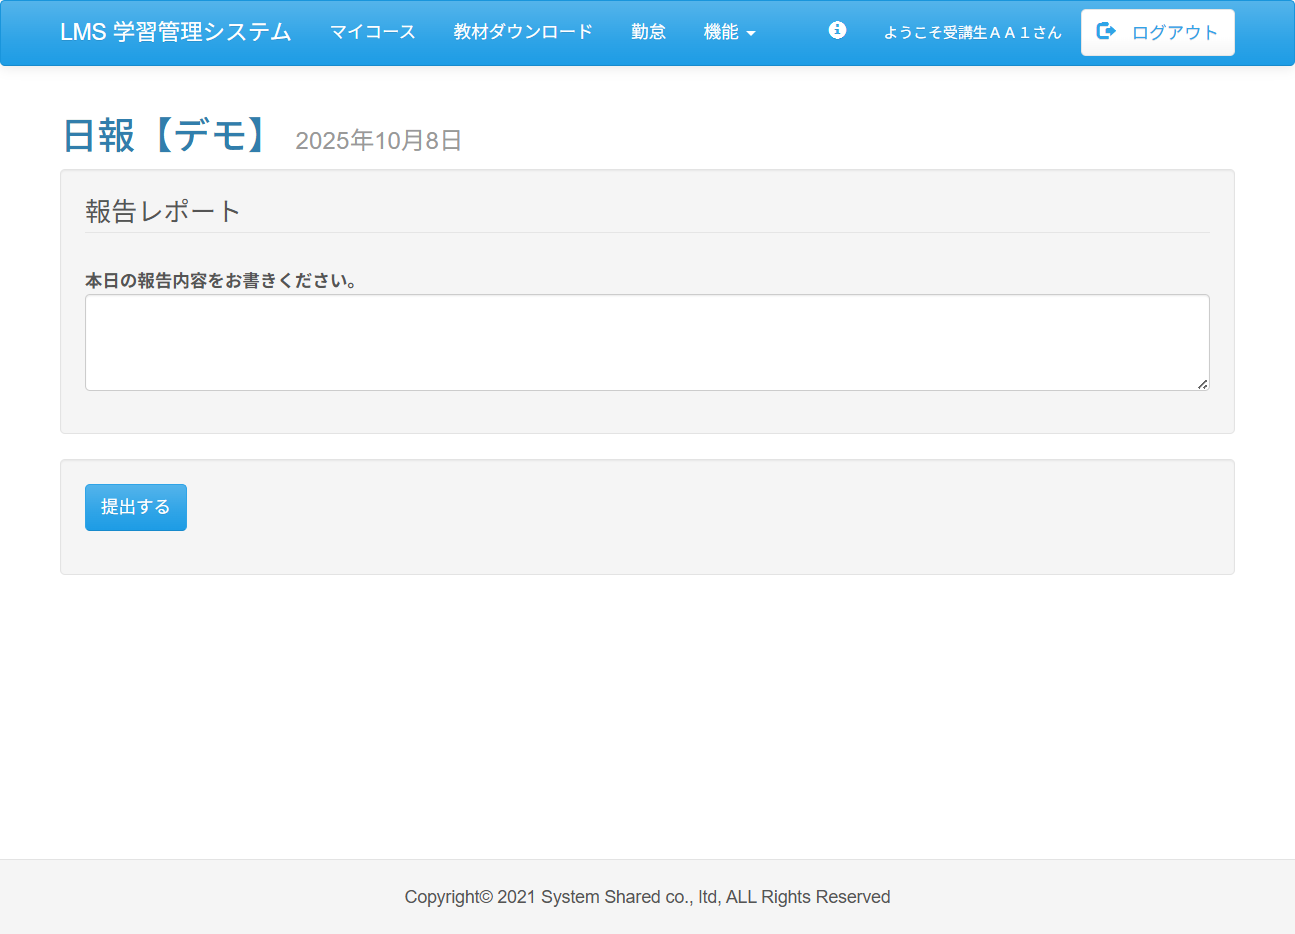 LMS 学習管理システム マイコース 教材ダウンロード 勤怠 機能 ようこそ受講生ＡＡ１さん ログアウト
日報【デモ】 2025年10月8日
報告レポート
本日の報告内容をお書きください。
提出する
Copyright© 2021 System Shared co., ltd, ALL Rights Reserved